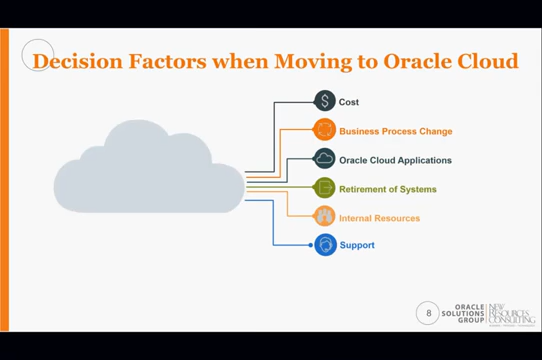 Decision Factors when Moving to Oracle Cloud
$ Cost
Business Process Change
Oracle Cloud Applications
Retirement of Systems
Internal Resources
Support
8
ORACLE
SOLUTIONS
GROUP
NEW
RESOURCES
CONSULTING